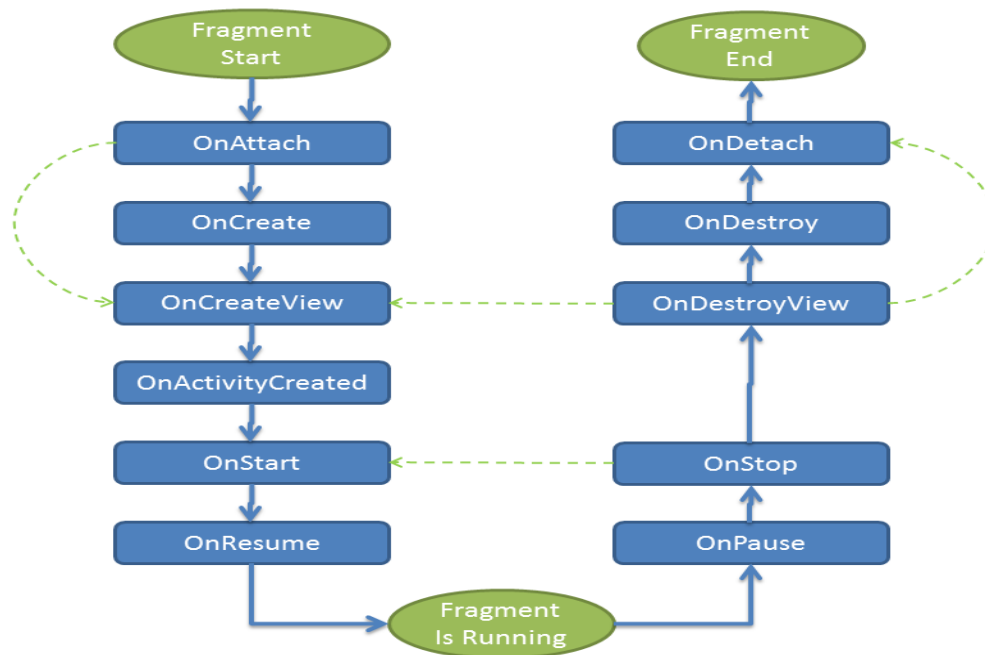 Fragment
Start
OnAttach
OnCreate
OnCreateView
OnActivityCreated
OnStart
OnResume
Fragment
Is Running
Fragment
End
OnDetach
OnDestroy
OnDestroyView
OnStop
OnPause